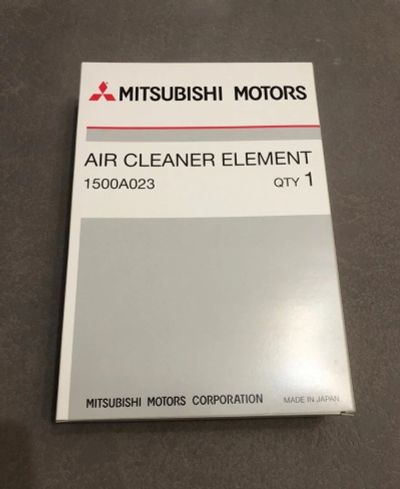 MITSUBISHI MOTORS
AIR CLEANER ELEMENT
1500A023 QTY 1
MITSUBISHI MOTORS CORPORATION MADE IN JAPAN